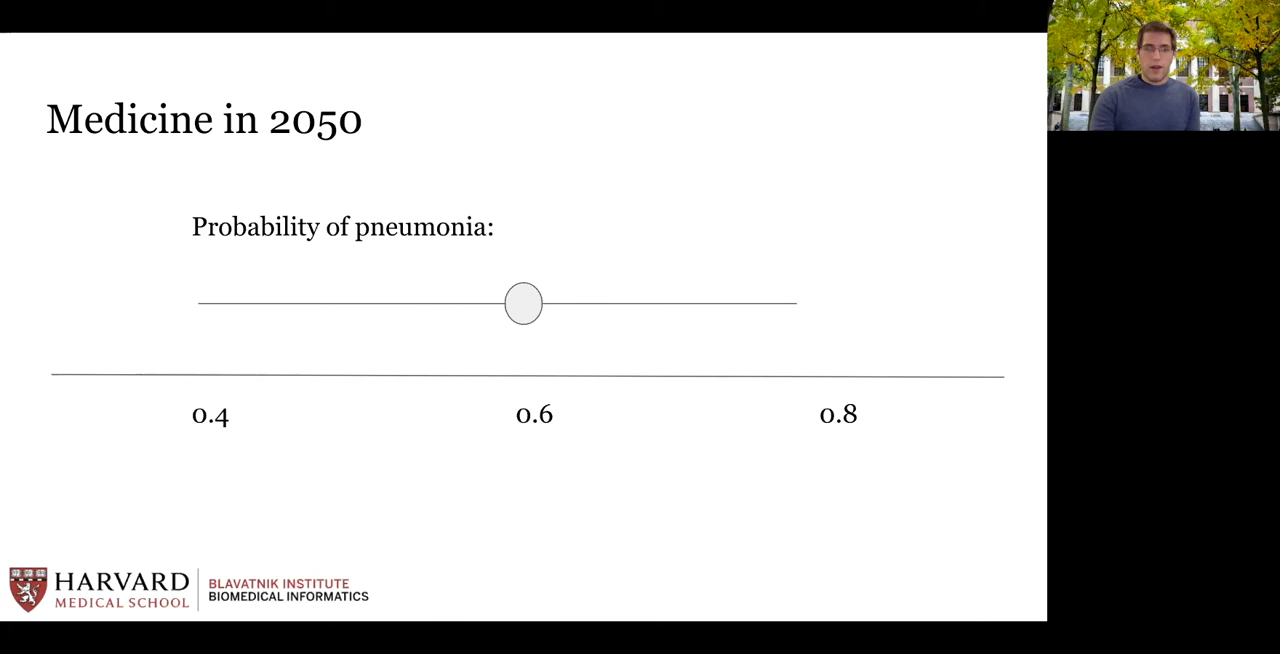 Medicine in 2050
Probability of pneumonia:
0.4 0.6 0.8
HARVARD
MEDICAL SCHOOL
BLAVATNIK INSTITUTE
BIOMEDICAL INFORMATICS